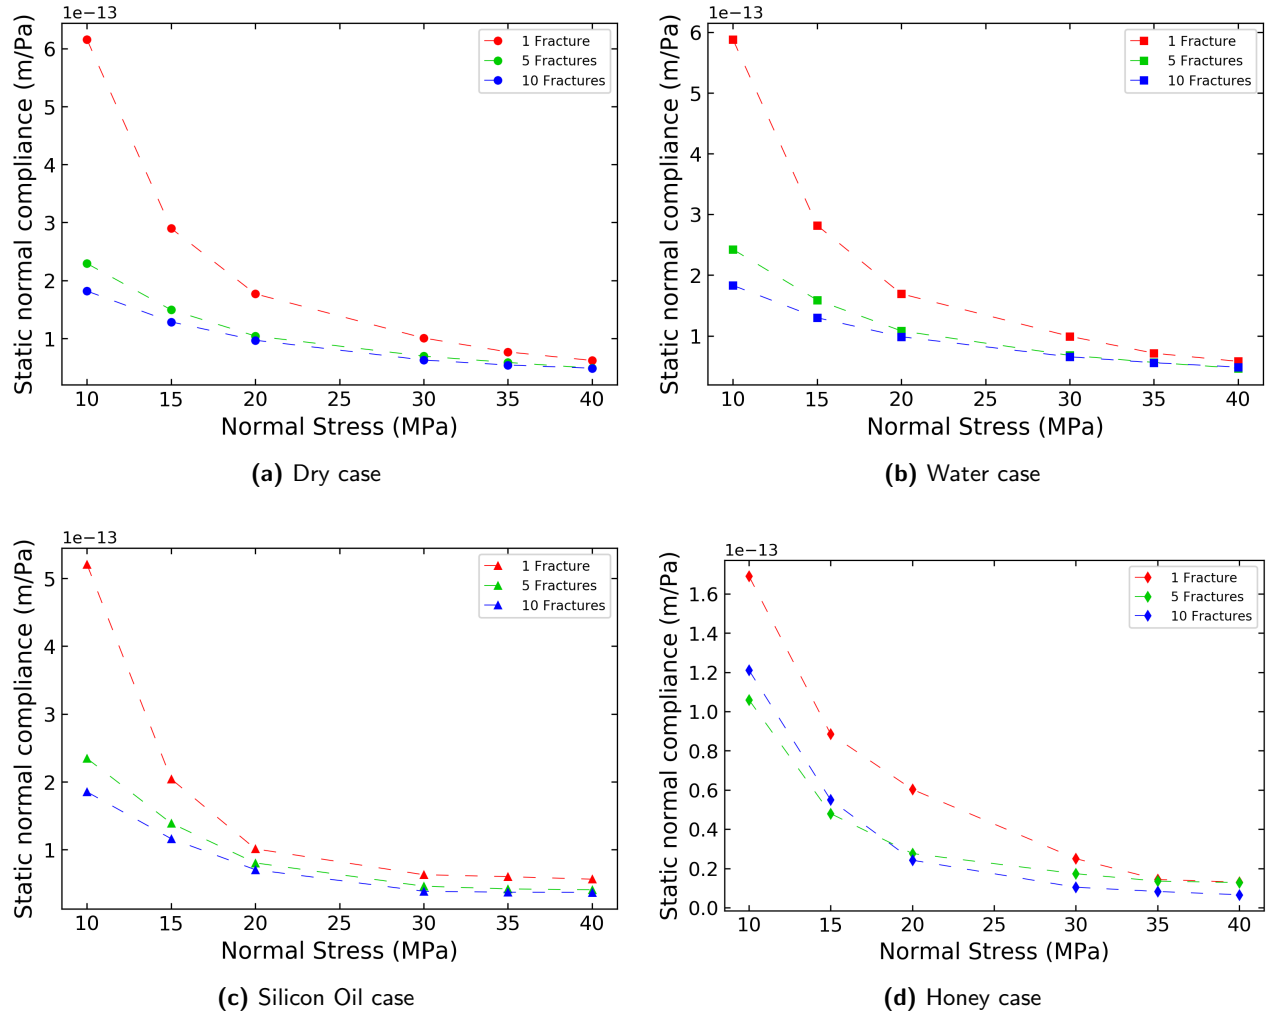 1e−13
Static normal compliance (m/Pa)
6
5
4
3
2
1
10 15 20 25 30 35 40
Normal Stress (MPa)
1 Fracture
5 Fractures
10 Fractures
(a) Dry case
1e−13
Static normal compliance (m/Pa)
6
5
4
3
2
1
10 15 20 25 30 35 40
Normal Stress (MPa)
1 Fracture
5 Fractures
10 Fractures
(b) Water case
1e−13
Static normal compliance (m/Pa)
5
4
3
2
1
10 15 20 25 30 35 40
Normal Stress (MPa)
1 Fracture
5 Fractures
10 Fractures
(c) Silicon Oil case
1e−13
Static normal compliance (m/Pa)
1.6
1.4
1.2
1.0
0.8
0.6
0.4
0.2
0.0
10 15 20 25 30 35 40
Normal Stress (MPa)
1 Fracture
5 Fractures
10 Fractures
(d) Honey case